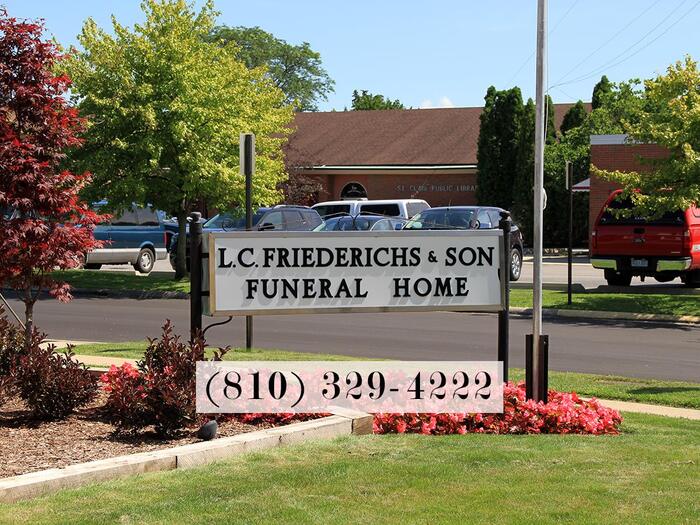 ST. CLAIR PUBLIC LIBRARY
L.C. FRIEDERICHS & SON
FUNERAL HOME
(810) 329-4222